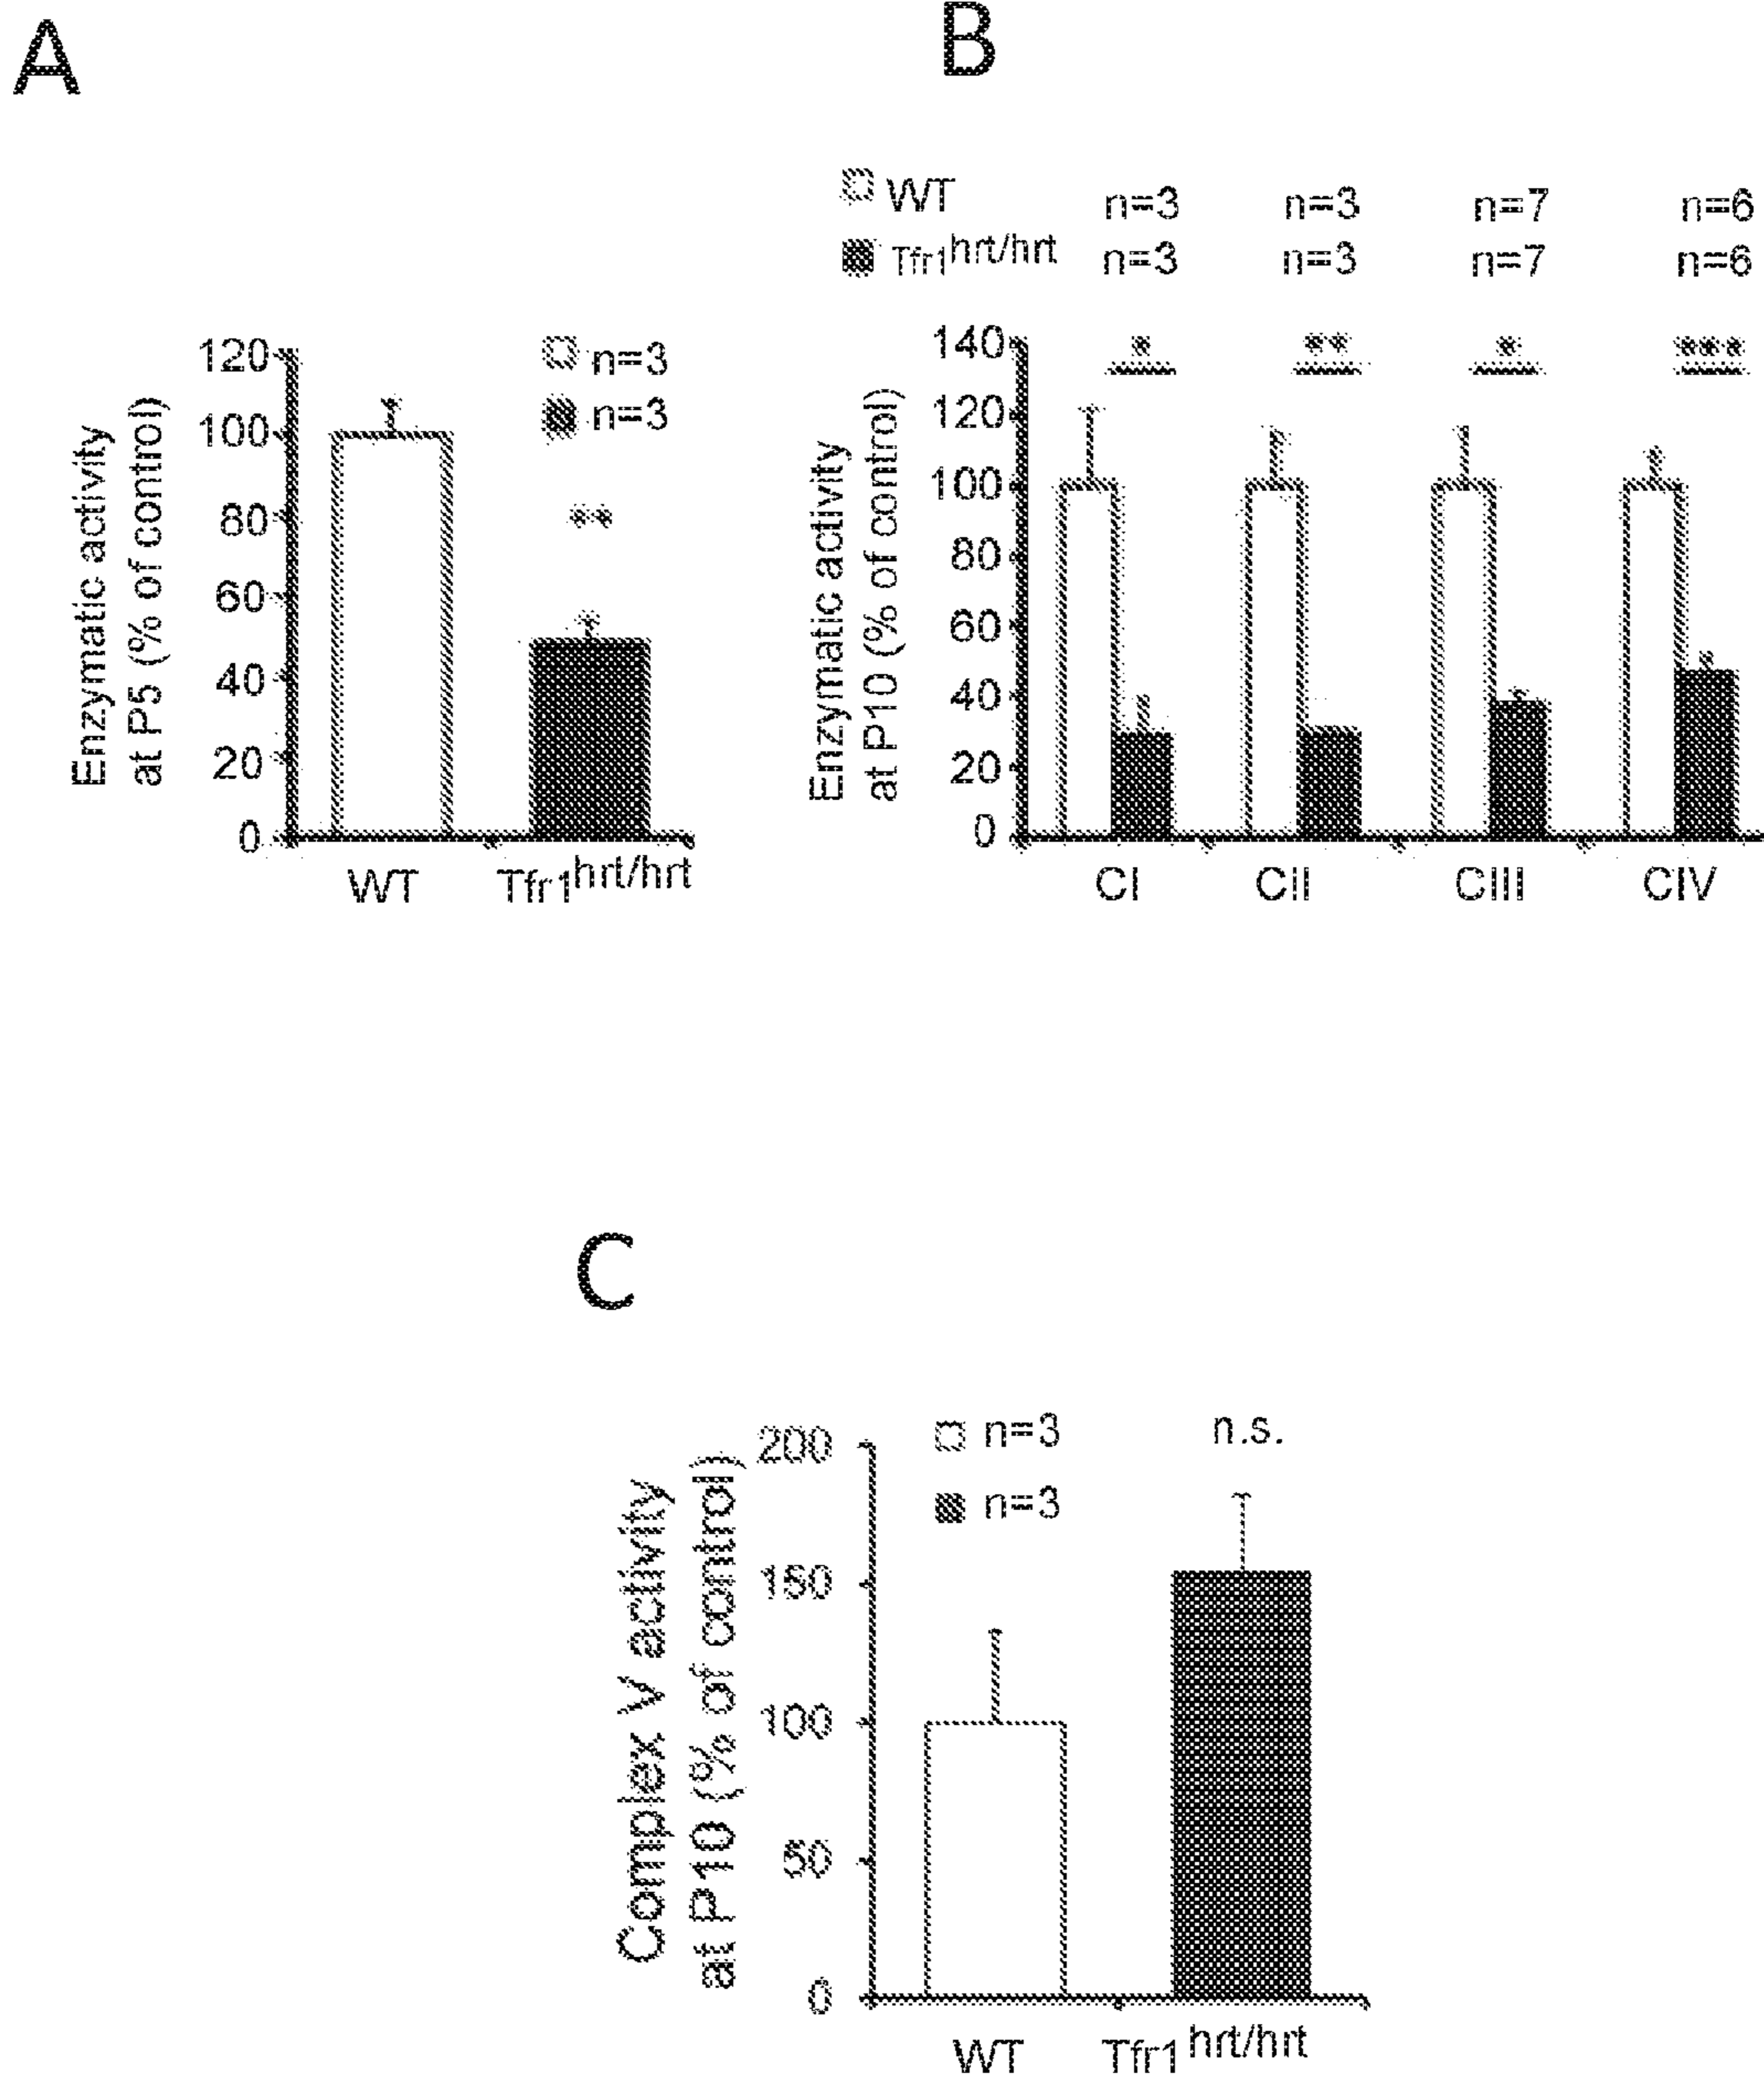 A
Enzymatic activity
at P5 (% of control)
120
100
80
60
40
20
0
n=3
n=3
**
WT
Tfr1hrt/hrt
B
WT n=3 n=3 n=7 n=6
Tfr1hrt/hrt n=3 n=3 n=7 n=6
Enzymatic activity
at P10 (% of control)
140
120
100
80
60
40
20
0
* ** * ***
CI CII CIII CIV
C
Complex V activity
at P10 (% of control)
200
150
100
50
0
n=3
n=3
n.s.
WT
Tfr1hrt/hrt